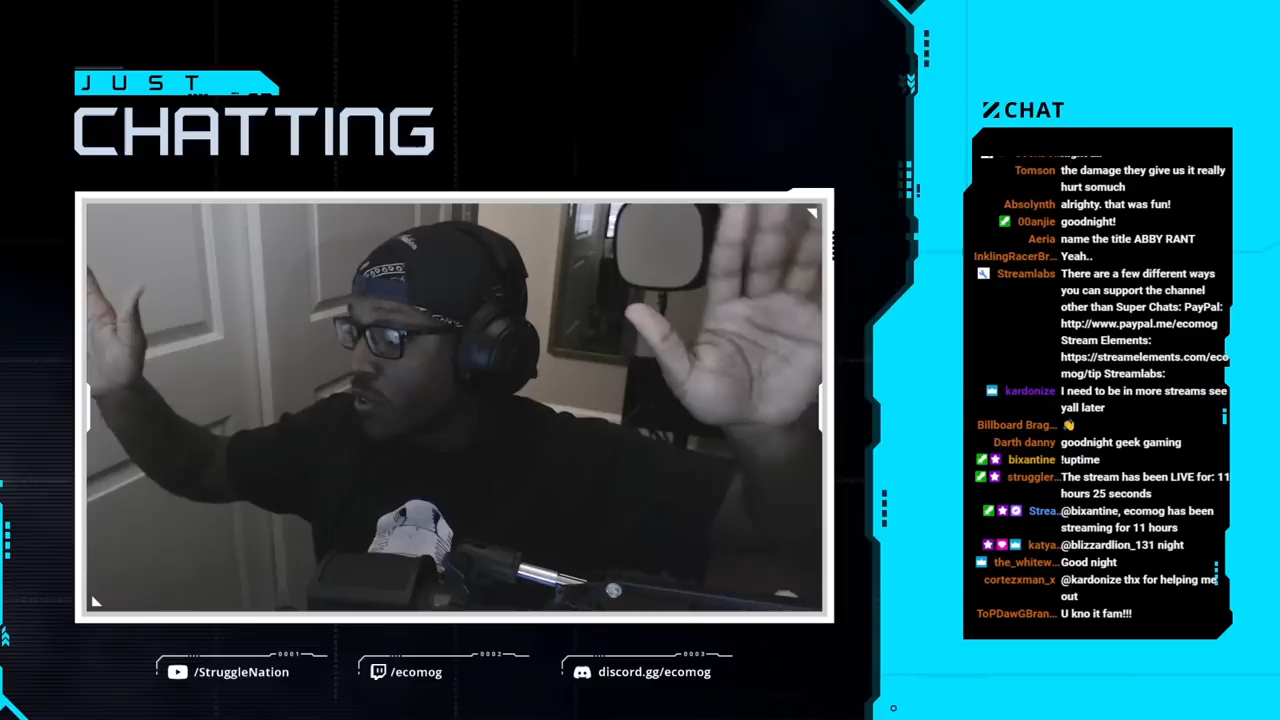 JUST
CHATTING
CHAT
Tomson the damage they give us it really
hurt somuch
Absolynth alrighty. that was fun!
00anjie goodnight!
Aeria name the title ABBY RANT
InklingRacerBr... Yeah..
Streamlabs There are a few different ways
you can support the channel
other than Super Chats: PayPal:
http://www.paypal.me/ecomog
Stream Elements:
https://streamelements.com/eco
mog/tip Streamlabs:
kardonize I need to be in more streams see
yall later
Billboard Brag... 👋
Darth danny goodnight geek gaming
bixantine !uptime
struggler... The stream has been LIVE for: 11
hours 25 seconds
Strea.. @bixantine, ecomog has been
streaming for 11 hours
katya.. @blizzardlion_131 night
the_whitew... Good night
cortezxman_x @kardonize thx for helping me
out
ToPDawGBran... U kno it fam!!!
0001
/StruggleNation
0002
/ecomog
0003
discord.gg/ecomog